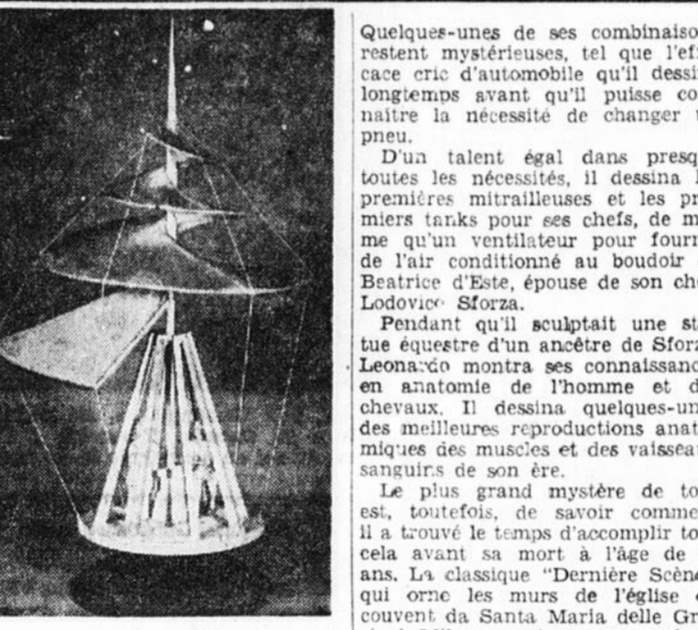 Quelques-unes de ses combinaiso
restent mystérieuses, tel que l'ef
cace cric d'automobile qu'il dessi
longtemps avant qu'il puisse co
naître la nécessité de changer
pneu.
D'un talent égal dans presq
toutes les nécessités, il dessina
premières mitrailleuses et les pr
miers tanks pour ses chefs, de m
me qu'un ventilateur pour four
de l'air conditionné au boudoir
Beatrice d'Este, épouse de son ch
Lodovico Sforza.
Pendant qu'il sculptait une st
tue équestre d'un ancêtre de Sforz
Leonardo montra ses connaissanc
en anatomie de l'homme et d
chevaux. Il dessina quelques-un
des meilleures reproductions anat
miques des muscles et des vaissea
sanguins de son ère.
Le plus grand mystère de to
est, toutefois, de savoir comme
il a trouvé le temps d'accomplir to
cela avant sa mort à l'âge de
ans. La classique "Dernière Scèn
qui orne les murs de l'église
couvent da Santa Maria delle Gr